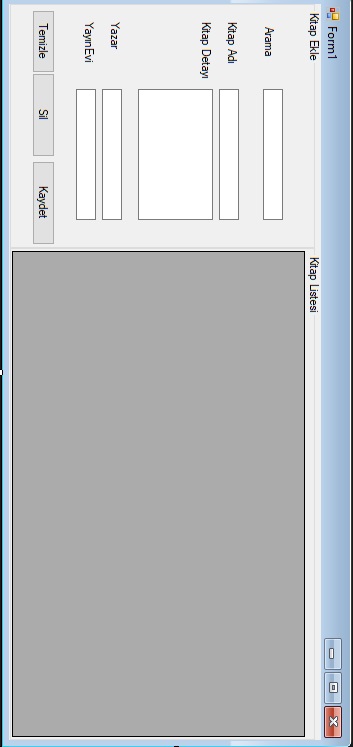 Form1
Kitap Ekle
Kitap Listesi
Arama
Kitap Adı
Kitap Detayı
Yazar
YayınEvi
Temizle
Sil
Kaydet